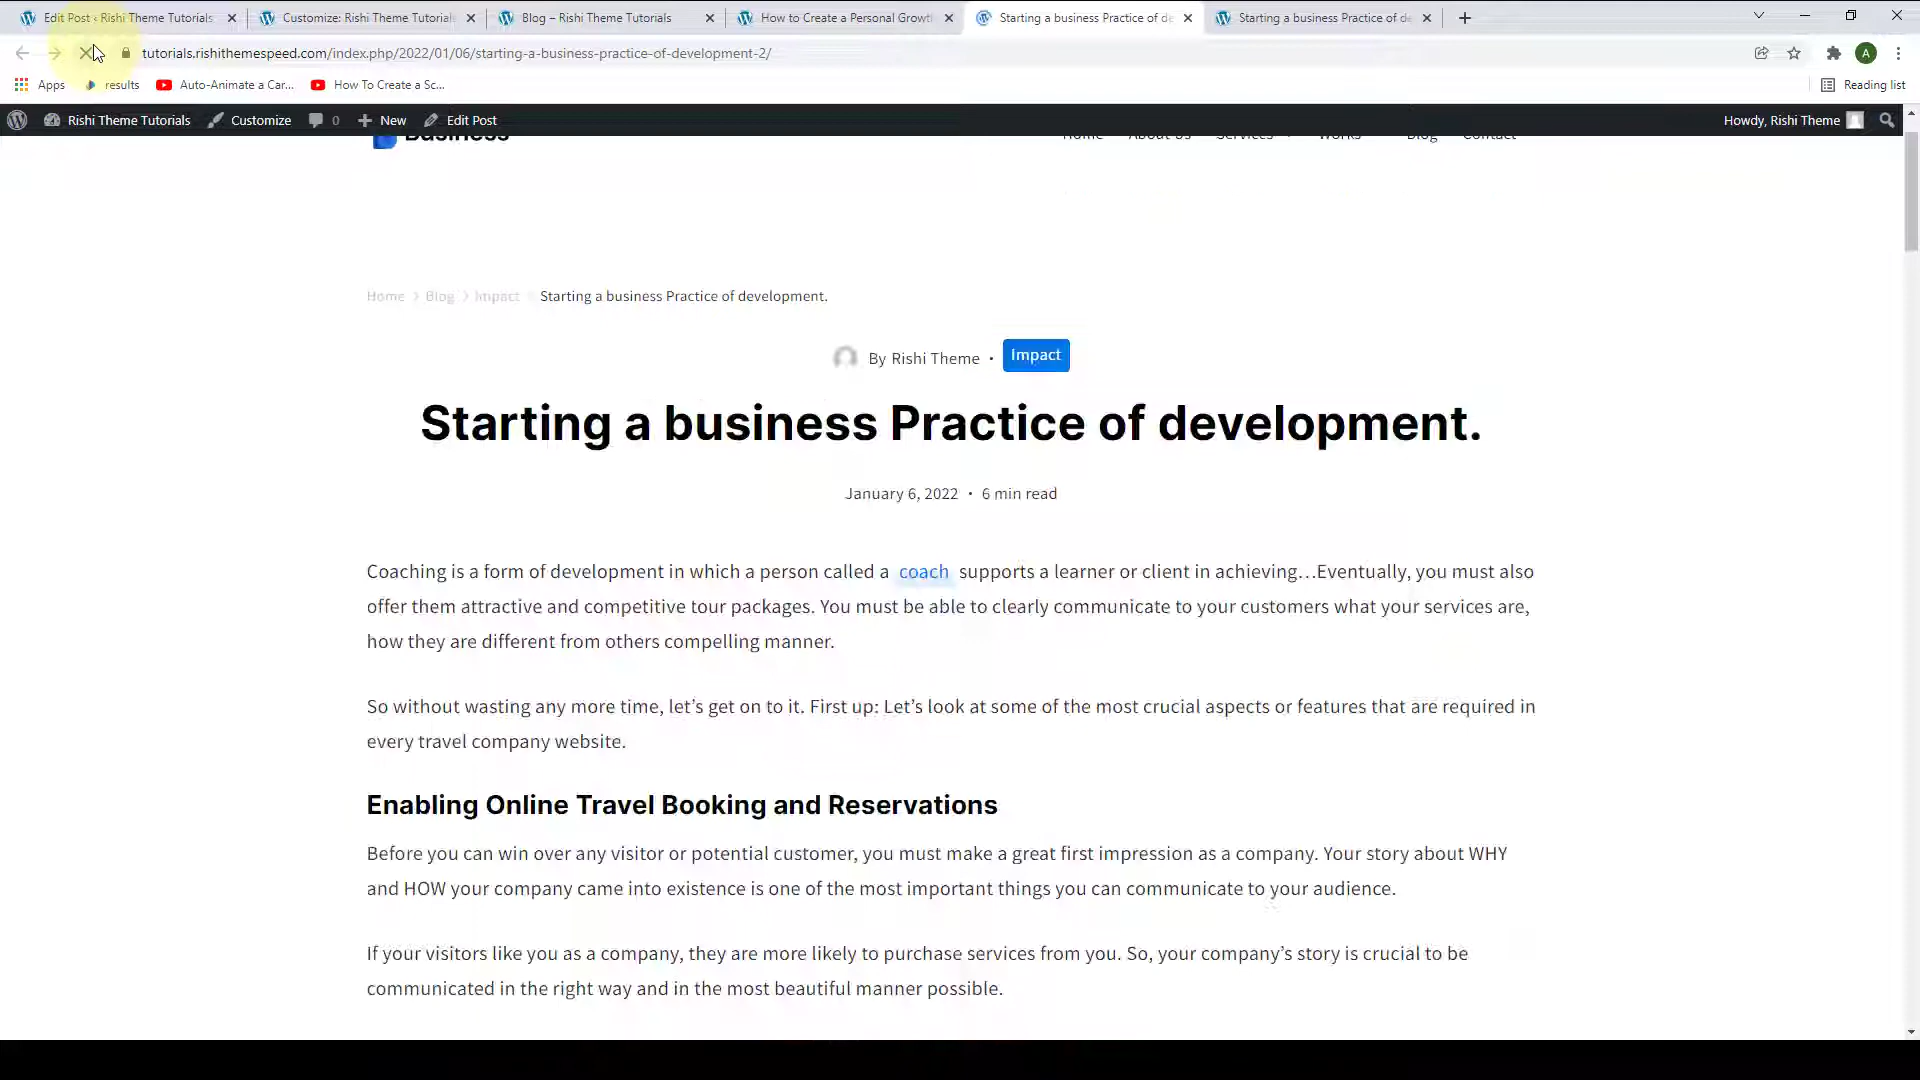 Edit Post ‹ Rishi Theme Tutorials
Customize: Rishi Theme Tutorial
Blog – Rishi Theme Tutorials
How to Create a Personal Growt
Starting a business Practice of de
Starting a business Practice of d
tutorials.rishithemespeed.com/index.php/2022/01/06/starting-a-business-practice-of-development-2/
A
Apps
results
Auto-Animate a Car...
How To Create a Sc...
Reading list
Rishi Theme Tutorials
Customize
0
New
Edit Post
Howdy, Rishi Theme
Business
Home
About Us
Services
Works
Blog
Contact
Home
Blog
Impact
Starting a business Practice of development.
By Rishi Theme •
Impact
Starting a business Practice of development.
January 6, 2022 • 6 min read
Coaching is a form of development in which a person called a coach supports a learner or client in achieving…Eventually, you must also
offer them attractive and competitive tour packages. You must be able to clearly communicate to your customers what your services are,
how they are different from others compelling manner.
So without wasting any more time, let’s get on to it. First up: Let’s look at some of the most crucial aspects or features that are required in
every travel company website.
Enabling Online Travel Booking and Reservations
Before you can win over any visitor or potential customer, you must make a great first impression as a company. Your story about WHY
and HOW your company came into existence is one of the most important things you can communicate to your audience.
If your visitors like you as a company, they are more likely to purchase services from you. So, your company’s story is crucial to be
communicated in the right way and in the most beautiful manner possible.